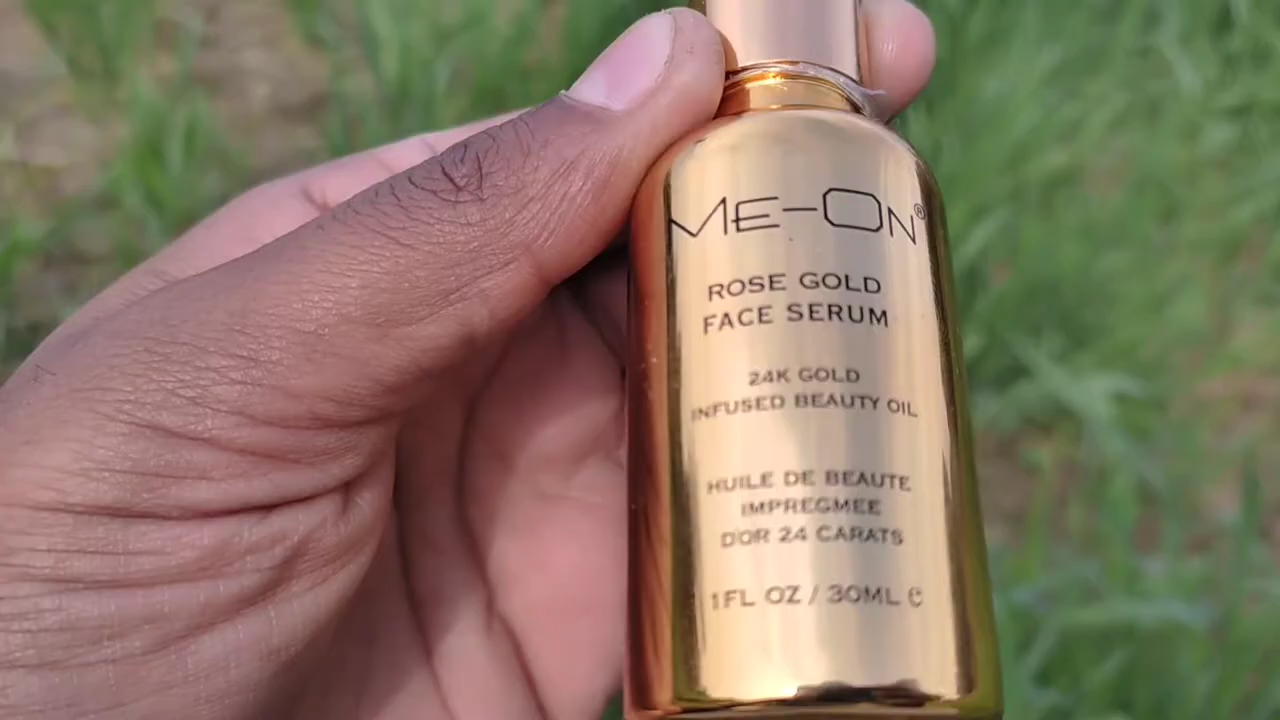 ME-ON®
ROSE GOLD
FACE SERUM
24K GOLD
INFUSED BEAUTY OIL
HUILE DE BEAUTE
IMPREGMEE
D'OR 24 CARATS
1FL OZ / 30ML e